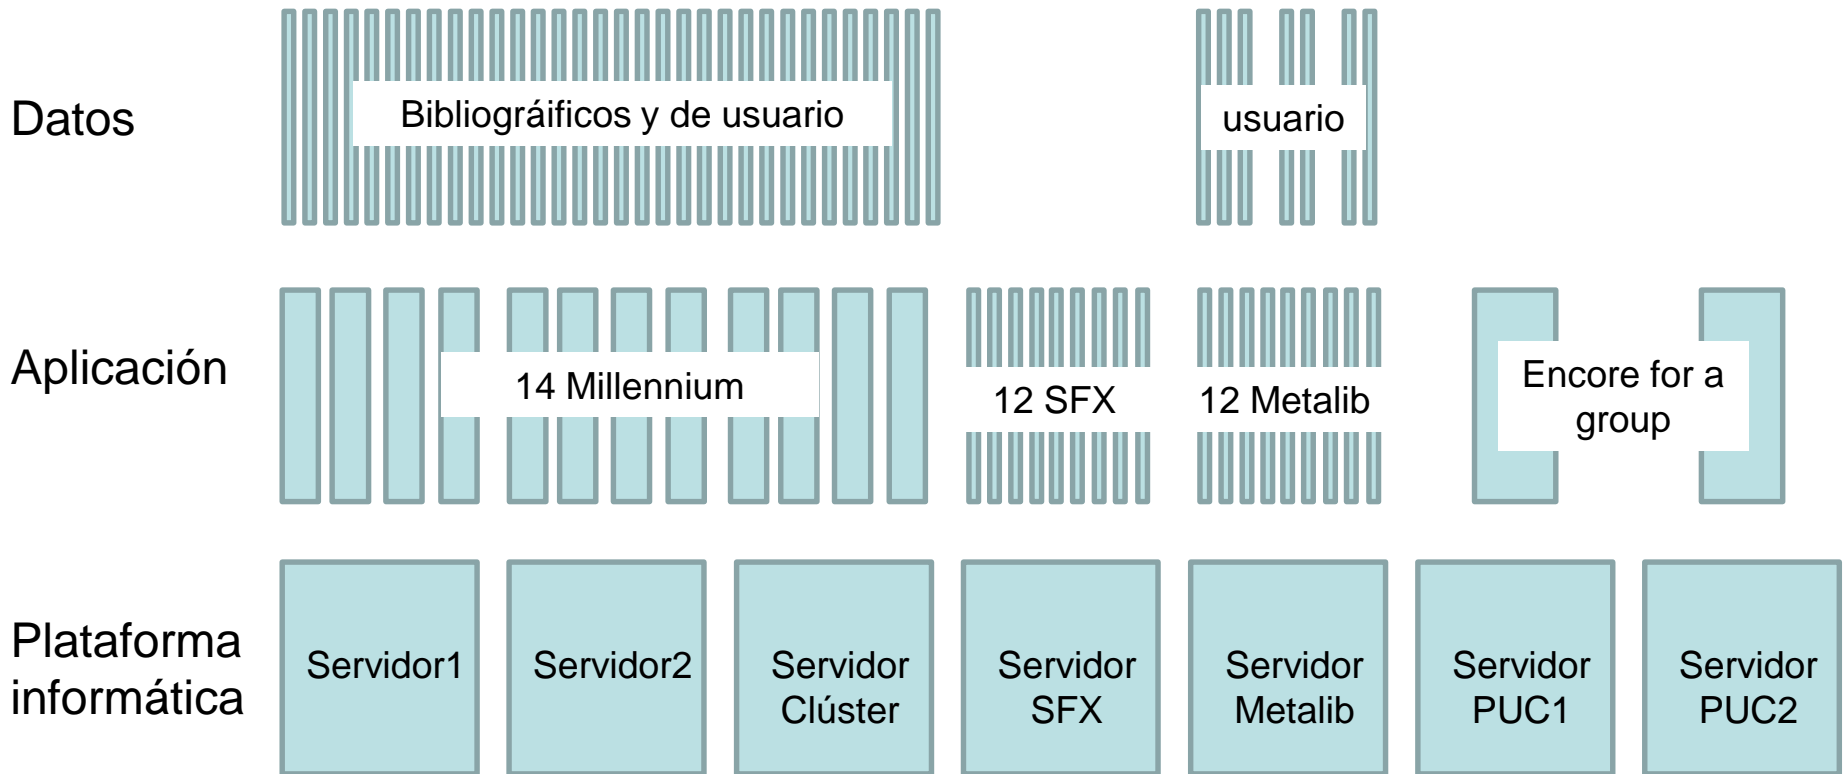 Datos
Bibliográificos y de usuario
usuario
Aplicación
14 Millennium
12 SFX
12 Metalib
Encore for a
group
Plataforma
informática
Servidor1
Servidor2
Servidor
Clúster
Servidor
SFX
Servidor
Metalib
Servidor
PUC1
Servidor
PUC2